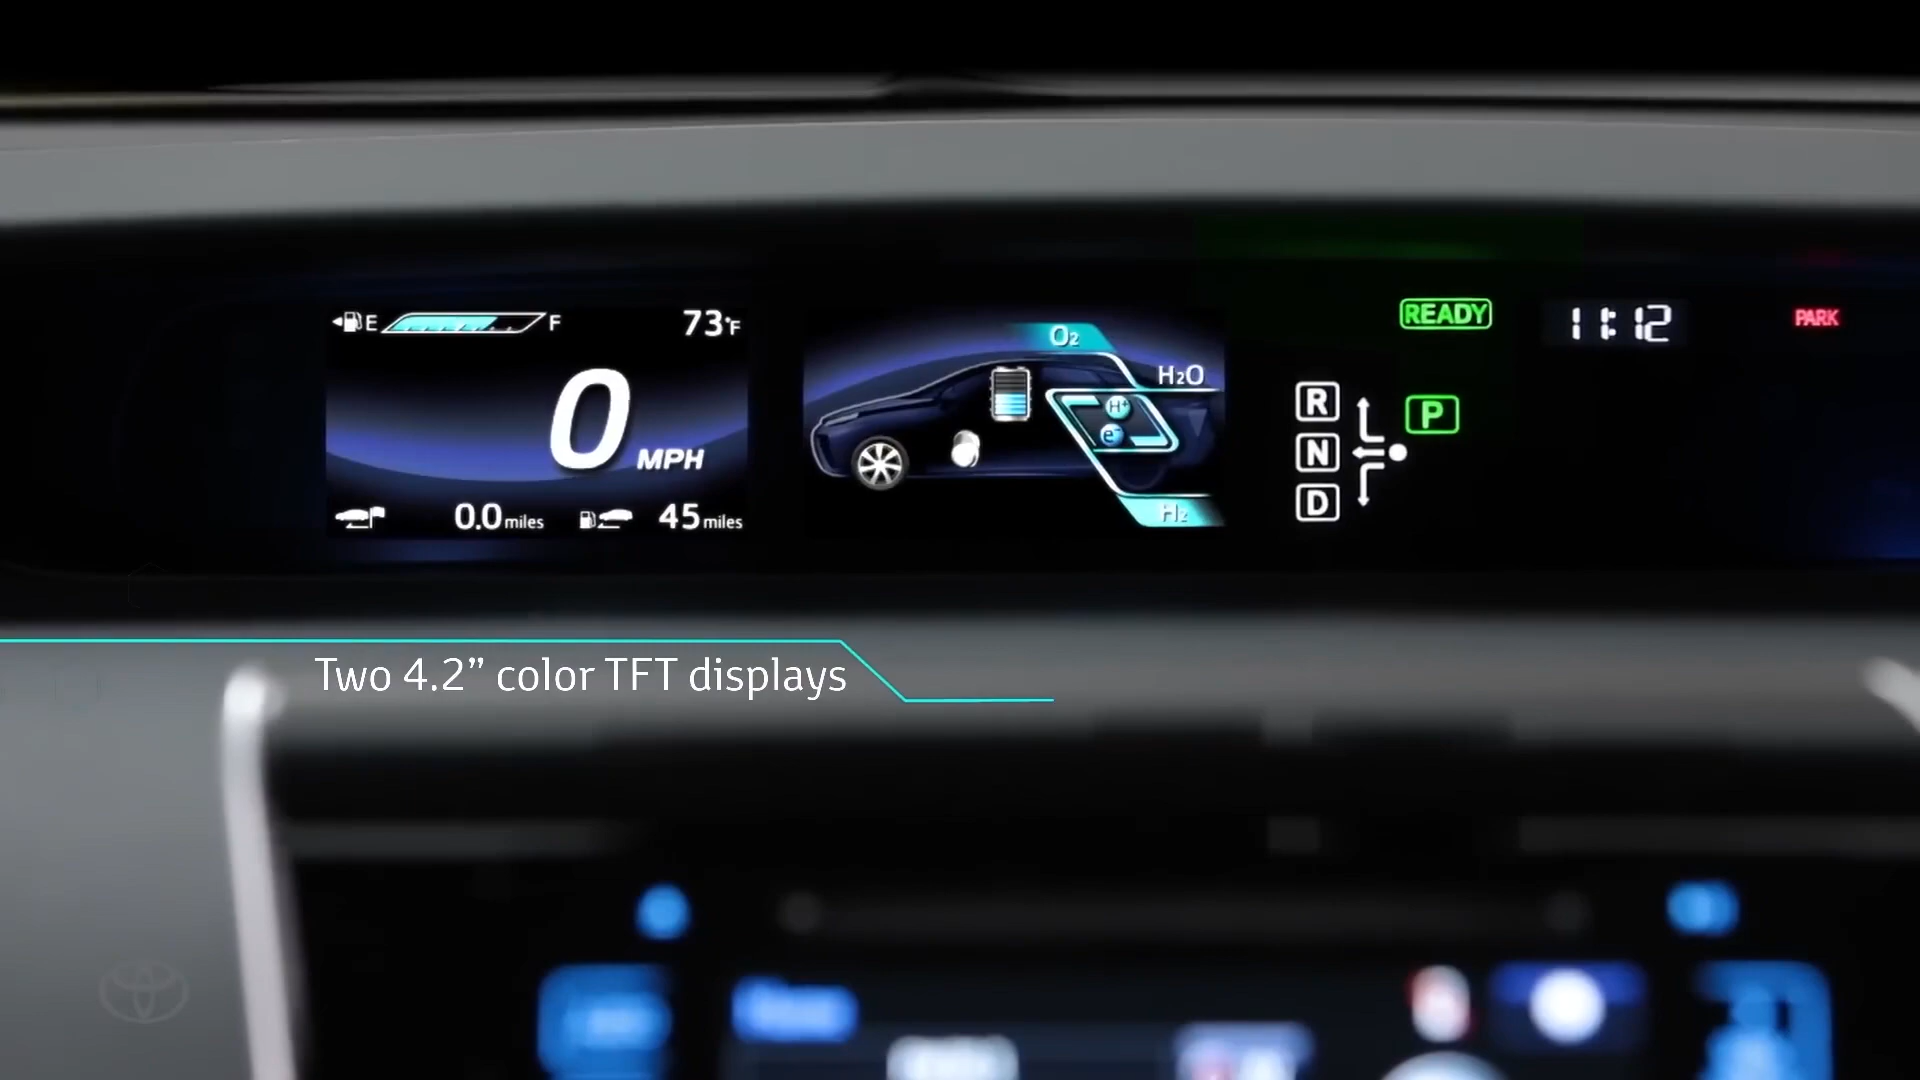 E F 73°F
0 MPH
0.0 miles 45 miles
O₂
H₂O
H⁺
e⁻
H₂
READY 11:12 PARK
R
N
D
P
Two 4.2” color TFT displays